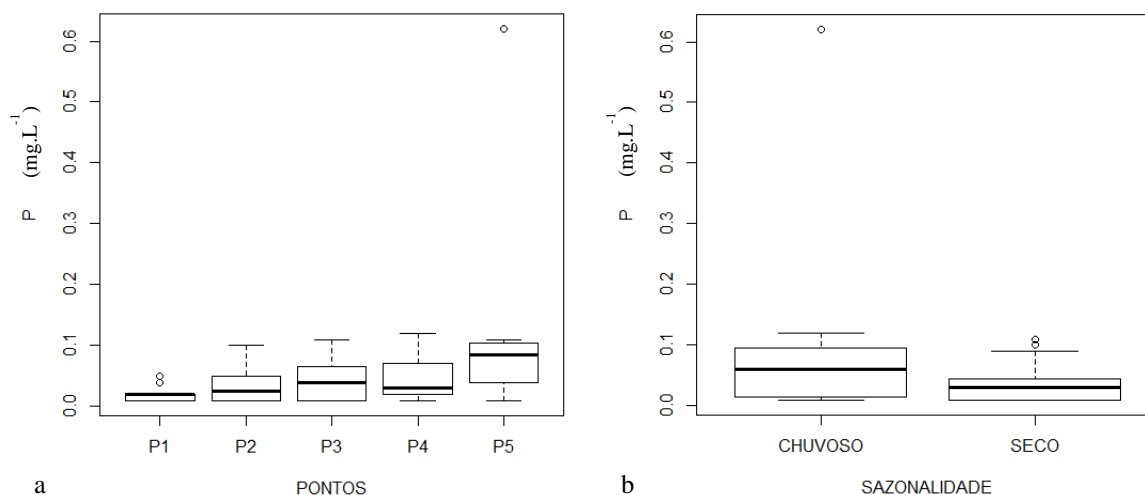 P (mg.L-1)
0.6
0.5
0.4
0.3
0.2
0.1
0.0
P1 P2 P3 P4 P5
a PONTOS
P (mg.L-1)
0.6
0.5
0.4
0.3
0.2
0.1
0.0
CHUVOSO SECO
b SAZONALIDADE